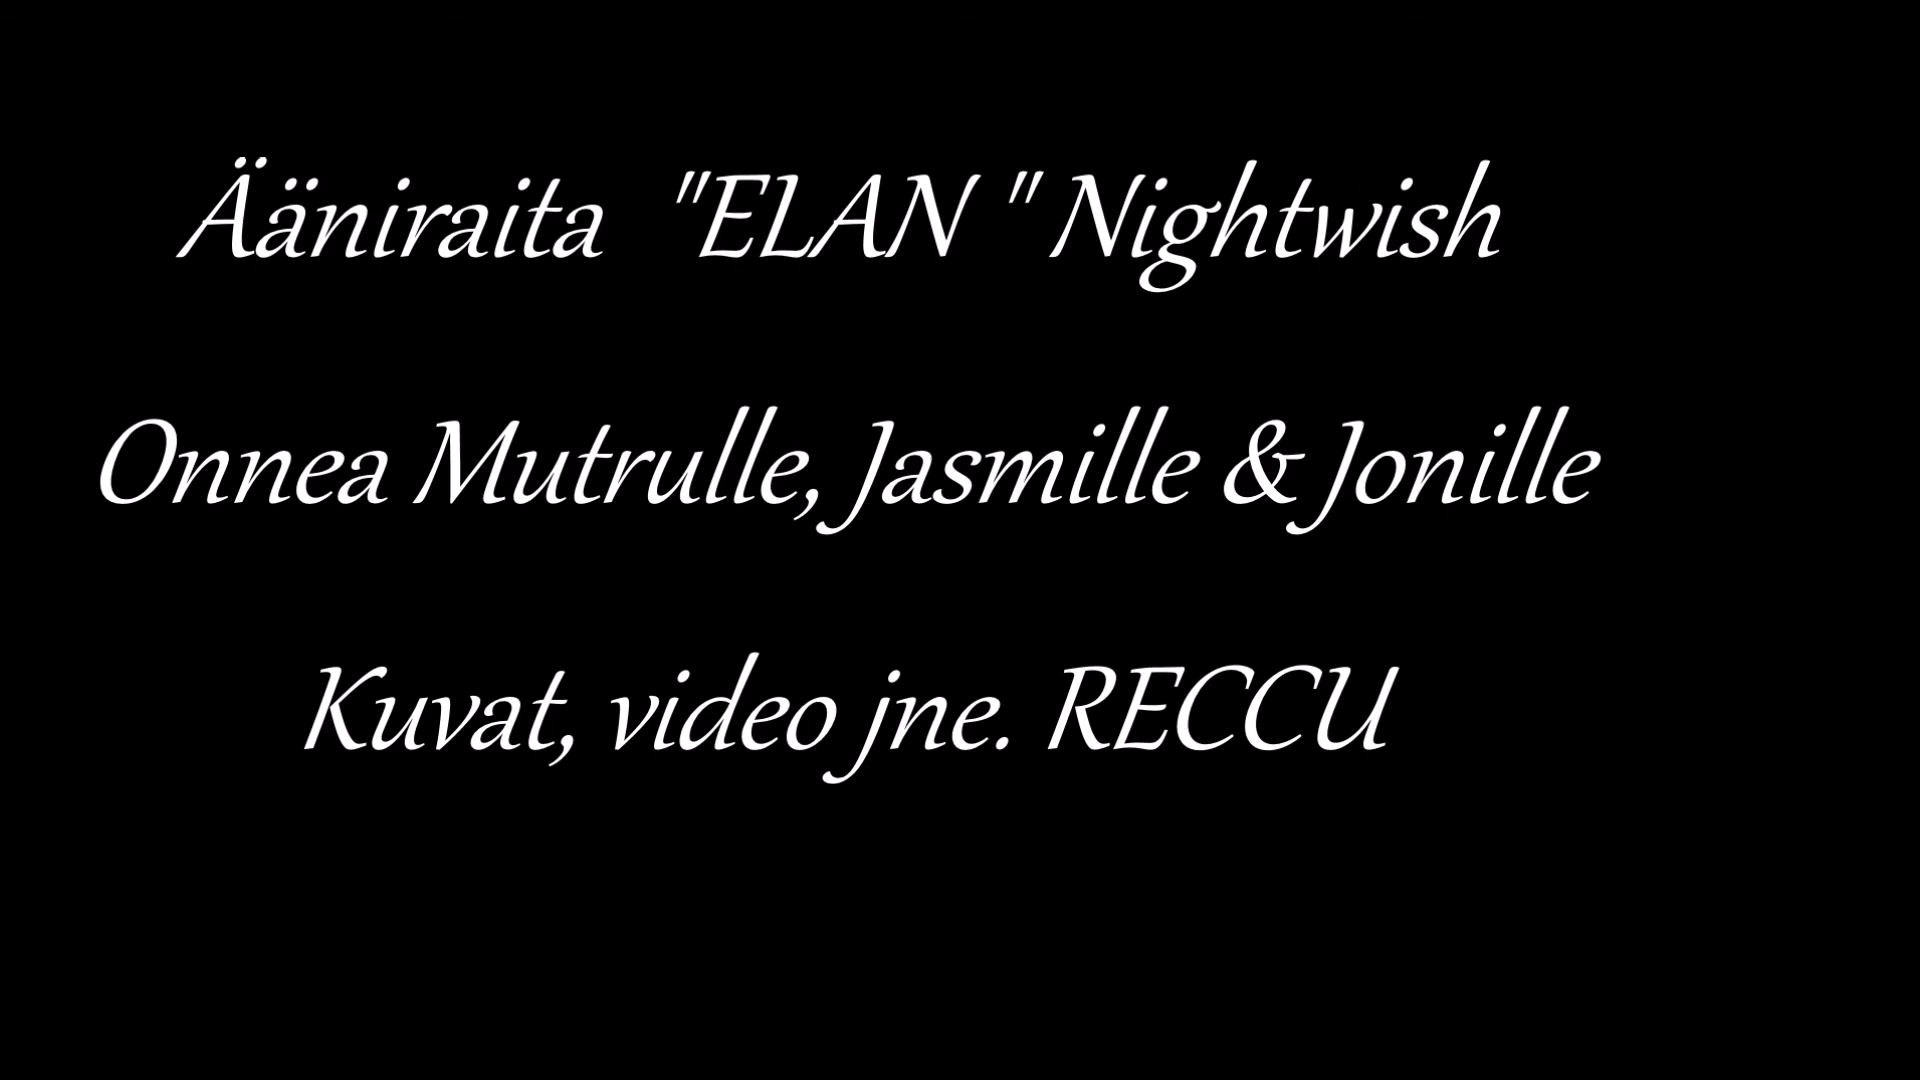 Ääniraita "ELAN " Nightwish
Onnea Mutrulle, Jasmille & Jonille
Kuvat, video jne. RECCU